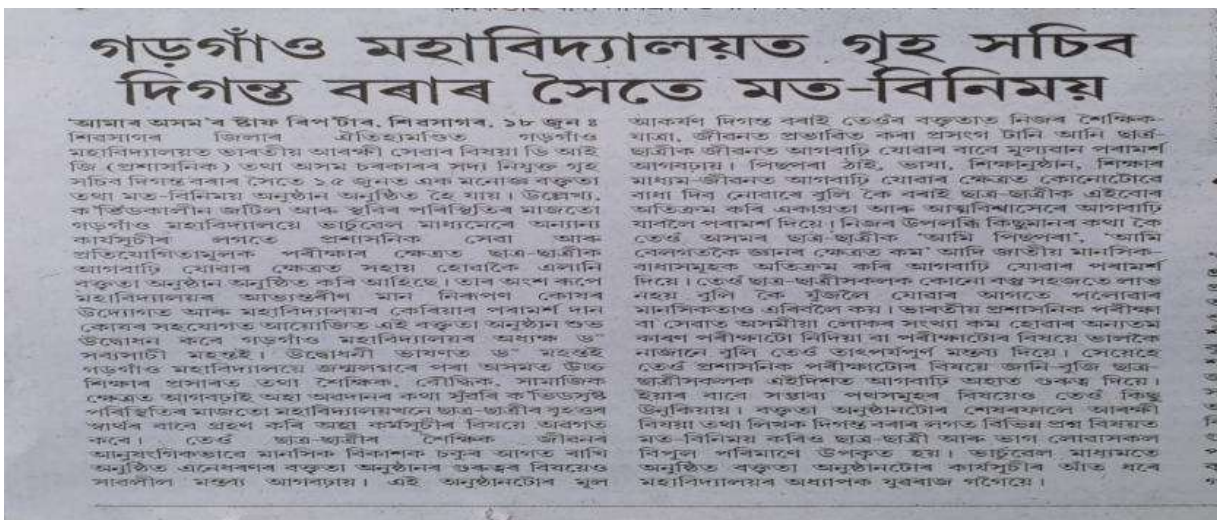 গড়গাঁও মহাবিদ্যালয়ত গৃহ সচিব
দিগন্ত বৰাৰ সৈতে মত-বিনিময়
'আমাৰ অসম'ৰ ষ্টাফ ৰিপ'ৰ্টাৰ, শিৱসাগৰ, ১৮ জুন ঃ
শিৱসাগৰ জিলাৰ ঐতিহ্যমণ্ডিত গড়গাঁও
মহাবিদ্যালয়ত ভাৰতীয় আৰক্ষী সেৱাৰ বিষয়া ডি আই
জি (প্ৰশাসনিক) তথা অসম চৰকাৰৰ সদ্য নিযুক্ত গৃহ
সচিব দিগন্ত বৰাৰ সৈতে ১৫ জুনত এক মনোজ্ঞ বক্তৃতা
তথা মত-বিনিময় অনুষ্ঠান অনুষ্ঠিত হৈ যায়। উল্লেখ্য,
ক'ভিডকালীন জটিল আৰু স্থবিৰ পৰিস্থিতিৰ মাজতো
গড়গাঁও মহাবিদ্যালয়ে ভাৰ্চুৱেল মাধ্যমেৰে অন্যান্য
কাৰ্যসূচীৰ লগতে প্ৰশাসনিক সেৱা আৰু
প্ৰতিযোগিতামূলক পৰীক্ষাৰ ক্ষেত্ৰত ছাত্ৰ-ছাত্ৰীক
আগবাঢ়ি যোৱাৰ ক্ষেত্ৰত সহায় হোৱাকৈ এলানি
বক্তৃতা অনুষ্ঠান অনুষ্ঠিত কৰি আহিছে। তাৰ অংশ ৰূপে
মহাবিদ্যালয়ৰ আভ্যন্তৰীণ মান নিৰূপণ কোষৰ
উদ্যোগত আৰু মহাবিদ্যালয়ৰ কেৰিয়াৰ পৰামৰ্শ দান
কোষৰ সহযোগত আয়োজিত এই বক্তৃতা অনুষ্ঠান শুভ
উদ্বোধন কৰে গড়গাঁও মহাবিদ্যালয়ৰ অধ্যক্ষ ড°
সব্যসাচী মহন্তই। উদ্বোধনী ভাষণত ড° মহন্তই
গড়গাঁও মহাবিদ্যালয়ে জন্মলগ্নৰে পৰা অসমত উচ্চ
শিক্ষাৰ প্ৰসাৰত তথা শৈক্ষিক, বৌদ্ধিক, সামাজিক
ক্ষেত্ৰত আগবঢ়াই অহা অৱদানৰ কথা সুঁৱৰি ক'ভিডসৃষ্ট
পৰিস্থিতিৰ মাজতো মহাবিদ্যালয়খনে ছাত্ৰ-ছাত্ৰীৰ বৃহত্তৰ
স্বাৰ্থৰ বাবে গ্ৰহণ কৰি অহা কৰ্মসূচীৰ বিষয়ে অৱগত
কৰে। তেওঁ ছাত্ৰ-ছাত্ৰীৰ শৈক্ষিক জীৱনৰ
আনুষংগিকভাৱে মানসিক বিকাশক চকুৰ আগত ৰাখি
অনুষ্ঠিত এনেধৰণৰ বক্তৃতা অনুষ্ঠানৰ গুৰুত্বৰ বিষয়েও
সাৱলীল মন্তব্য আগবঢ়ায়। এই অনুষ্ঠানটোৰ মূল
আকৰ্ষণ দিগন্ত বৰাই তেওঁৰ বক্তৃতাত নিজৰ শৈক্ষিক-
যাত্ৰা, জীৱনত প্ৰভাৱিত কৰা প্ৰসংগ টানি আনি ছাত্ৰ-
ছাত্ৰীক জীৱনত আগবাঢ়ি যোৱাৰ বাবে মূল্যৱান পৰামৰ্শ
আগবঢ়ায়। পিছপৰা ঠাই, ভাষা, শিক্ষানুষ্ঠান, শিক্ষাৰ
মাধ্যম-জীৱনত আগবাঢ়ি যোৱাৰ ক্ষেত্ৰত কোনোটোৱে
বাধা দিব নোৱাৰে বুলি কৈ বৰাই ছাত্ৰ-ছাত্ৰীক এইবোৰ
অতিক্ৰম কৰি একাগ্ৰতা আৰু আত্মবিশ্বাসেৰে আগবাঢ়ি
যাবলৈ পৰামৰ্শ দিয়ে। নিজৰ উপলব্ধি কিছুমানৰ কথা কৈ
তেওঁ অসমৰ ছাত্ৰ-ছাত্ৰীক 'আমি পিছপৰা', 'আমি
বেলগতকৈ জ্ঞানৰ ক্ষেত্ৰত কম' আদি জাতীয় মানসিক-
বাধাসমূহক অতিক্ৰম কৰি আগবাঢ়ি যোৱাৰ পৰামৰ্শ
দিয়ে। তেওঁ ছাত্ৰ-ছাত্ৰীসকলক কোনো বস্তু সহজতে লাভ
নহয় বুলি কৈ যুঁজলৈ যোৱাৰ আগতে পলোৱাৰ
মানসিকতাও এৰিবলৈ কয়। ভাৰতীয় প্ৰশাসনিক পৰীক্ষা
বা সেৱাত অসমীয়া লোকৰ সংখ্যা কম হোৱাৰ অন্যতম
কাৰণ পৰীক্ষাটো নিদিয়া বা পৰীক্ষাটোৰ বিষয়ে ভালকৈ
নাজানে বুলি তেওঁ তাৎপৰ্যপূৰ্ণ মন্তব্য দিয়ে। সেয়েহে
তেওঁ প্ৰশাসনিক পৰীক্ষাটোৰ বিষয়ে জানি-বুজি ছাত্ৰ-
ছাত্ৰীসকলক এইদিশত আগবাঢ়ি অহাত গুৰুত্ব দিয়ে।
ইয়াৰ বাবে সম্ভাব্য পথসমূহৰ বিষয়েও তেওঁ কিছু
উনুকিয়ায়। বক্তৃতা অনুষ্ঠানটোৰ শেষৰফালে আৰক্ষী
বিষয়া তথা লিখক দিগন্ত বৰাৰ লগত বিভিন্ন প্ৰশ্ন বিষয়ত
মত-বিনিময় কৰিও ছাত্ৰ-ছাত্ৰী আৰু ভাগ লোৱাসকল
বিপুল পৰিমাণে উপকৃত হয়। ভাৰ্চুৱেল মাধ্যমতে
অনুষ্ঠিত বক্তৃতা অনুষ্ঠানটোৰ কাৰ্যসূচীৰ আঁত ধৰে
মহাবিদ্যালয়ৰ অধ্যাপক যুৱৰাজ গগৈয়ে।